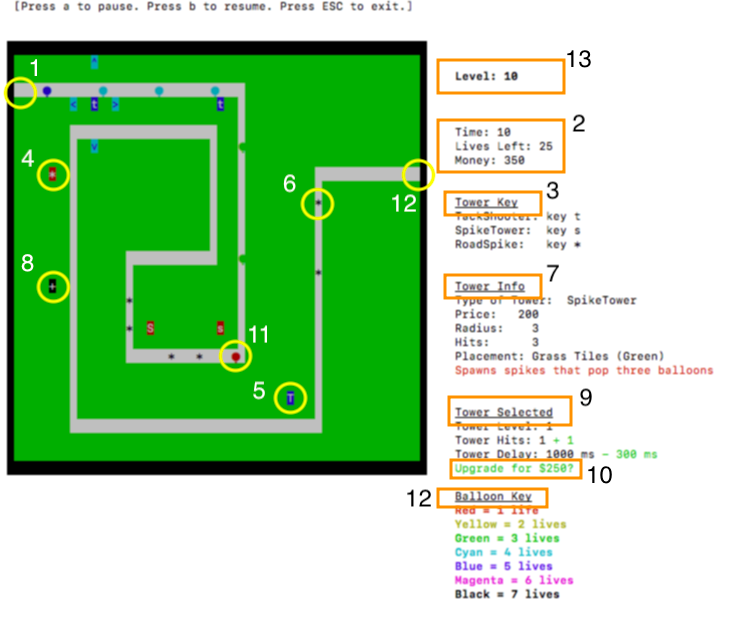 [Press a to pause. Press b to resume. Press ESC to exit.]
1
^
< t >
t
v
4
*
6
*
12
8
+
*
*
*
S
s
11
*
*
5
T
13
Level: 10
2
Time: 10
Lives Left: 25
Money: 350
3
Tower Key
TackShooter: key t
SpikeTower: key s
RoadSpike: key *
7
Tower Info
Type of Tower: SpikeTower
Price: 200
Radius: 3
Hits: 3
Placement: Grass Tiles (Green)
Spawns spikes that pop three balloons
9
Tower Selected
Tower Level: 1
Tower Hits: 1 + 1
Tower Delay: 1000 ms - 300 ms
Upgrade for $250?
10
12
Balloon Key
Red = 1 life
Yellow = 2 lives
Green = 3 lives
Cyan = 4 lives
Blue = 5 lives
Magenta = 6 lives
Black = 7 lives